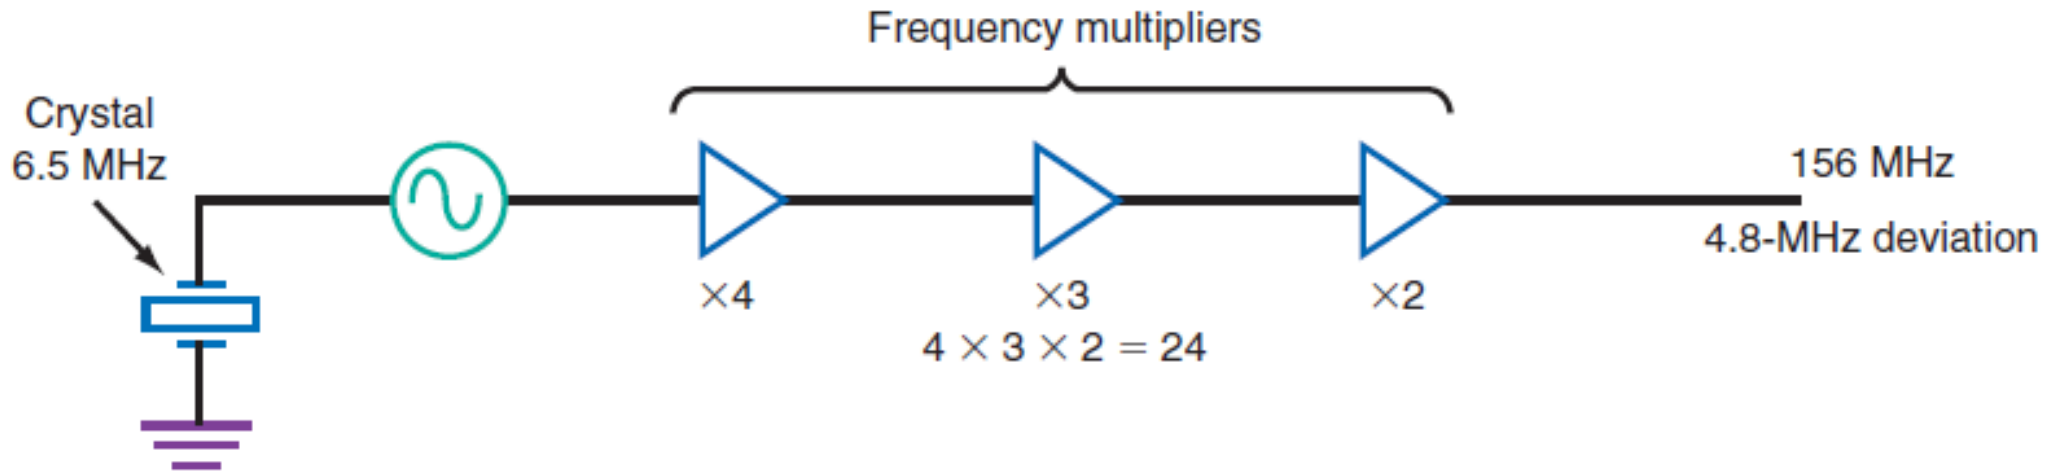 Frequency multipliers
Crystal
6.5 MHz
156 MHz
4.8-MHz deviation
×4
×3
×2
4 × 3 × 2 = 24